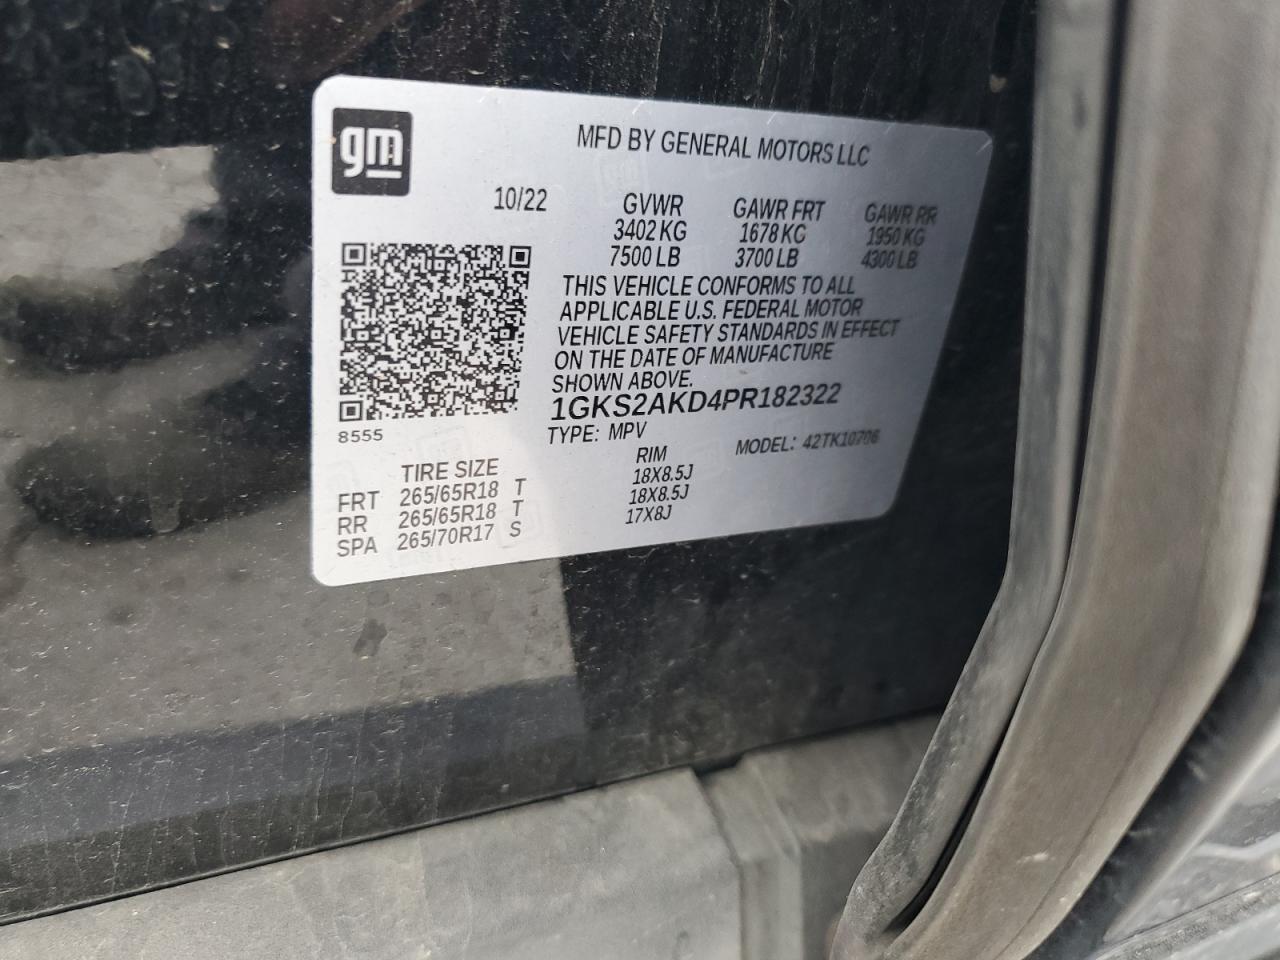 gm
MFD BY GENERAL MOTORS LLC
10/22 GVWR GAWR FRT GAWR RR
3402 KG 1678 KG 1950 KG
7500 LB 3700 LB 4300 LB
THIS VEHICLE CONFORMS TO ALL
APPLICABLE U.S. FEDERAL MOTOR
VEHICLE SAFETY STANDARDS IN EFFECT
ON THE DATE OF MANUFACTURE
SHOWN ABOVE.
1GKS2AKD4PR182322
8555
TYPE: MPV MODEL: 42TK10706
TIRE SIZE RIM
FRT 265/65R18 T 18X8.5J
RR 265/65R18 T 18X8.5J
SPA 265/70R17 S 17X8J